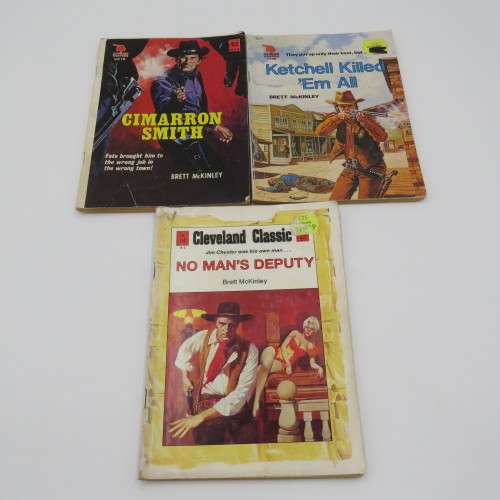 CIMARRON
SMITH
Fate brought him to
the wrong job in
the wrong town!
BRETT McKINLEY
They put up only their best, but
Ketchell Killed
'Em All
BRETT McKINLEY
Cleveland Classic
Jim Chester was his own man . . .
NO MAN'S DEPUTY
Brett McKinley